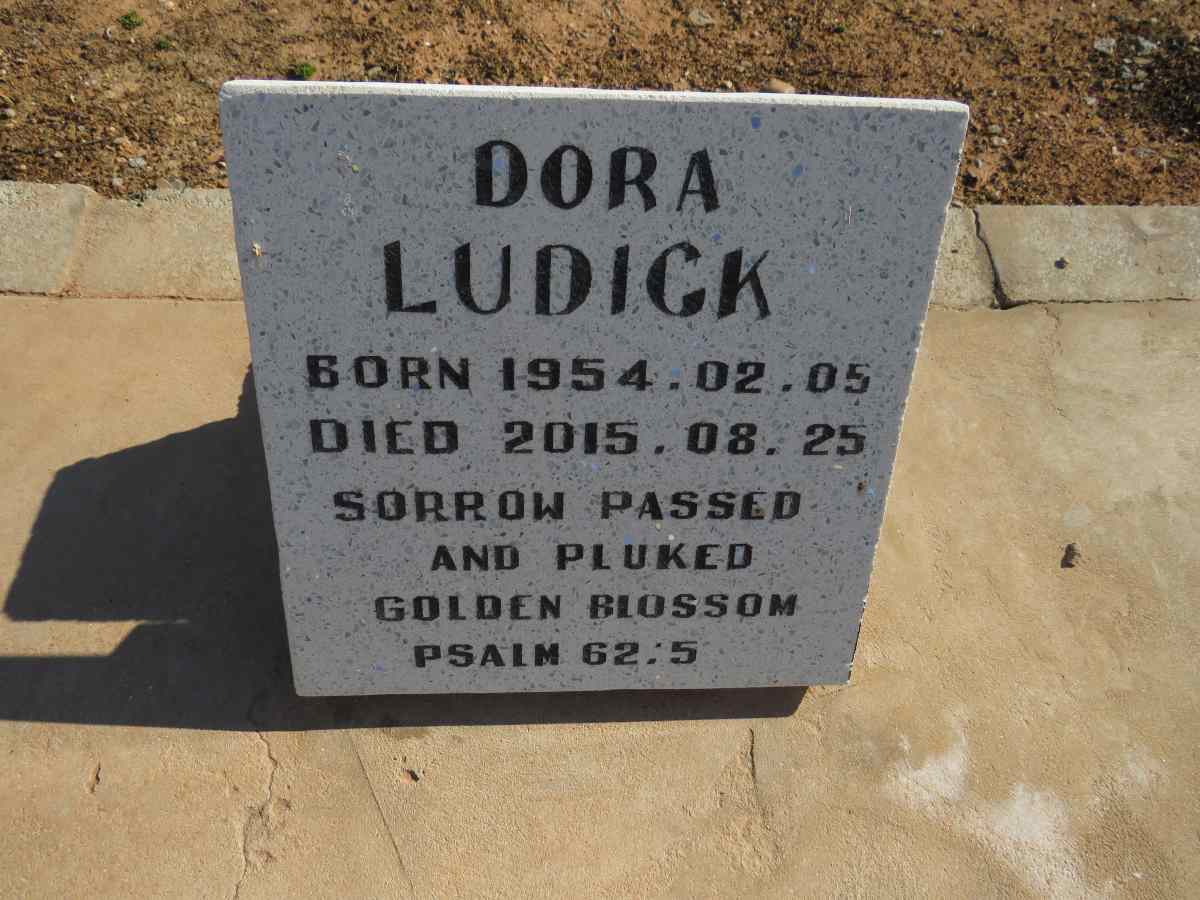 DORA
LUDICK
BORN 1954.02.05
DIED 2015.08.25
SORROW PASSED
AND PLUKED
GOLDEN BLOSSOM
PSALM 62:5